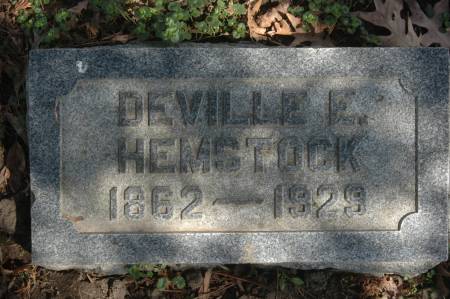 DEVILLE E.
HEMSTOCK
1862 — 1929